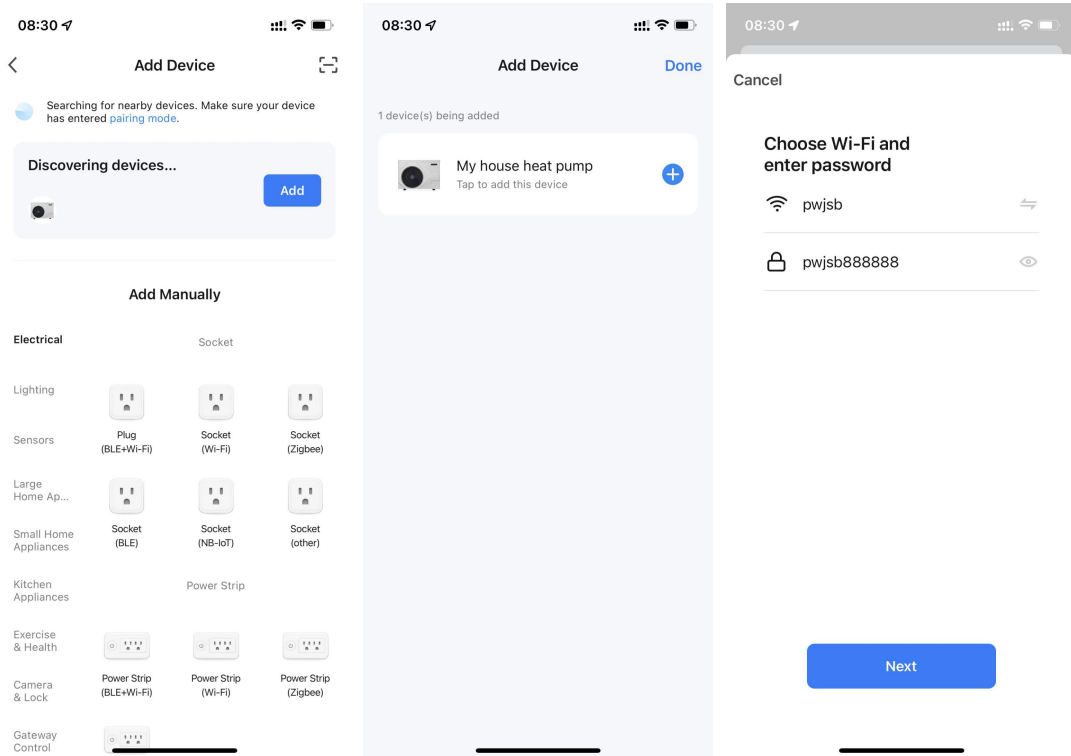 08:30
Add Device
Searching for nearby devices. Make sure your device
has entered pairing mode.
Discovering devices...
Add
Add Manually
Electrical
Socket
Lighting
Plug
(BLE+Wi-Fi)
Socket
(Wi-Fi)
Socket
(Zigbee)
Sensors
Large
Home Ap...
Socket
(BLE)
Socket
(NB-IoT)
Socket
(other)
Small Home
Appliances
Kitchen
Appliances
Power Strip
Exercise
& Health
Power Strip
(BLE+Wi-Fi)
Power Strip
(Wi-Fi)
Power Strip
(Zigbee)
Camera
& Lock
Gateway
Control
08:30
Add Device
Done
1 device(s) being added
My house heat pump
Tap to add this device
08:30
Cancel
Choose Wi-Fi and
enter password
pwjsb
pwjsb888888
Next